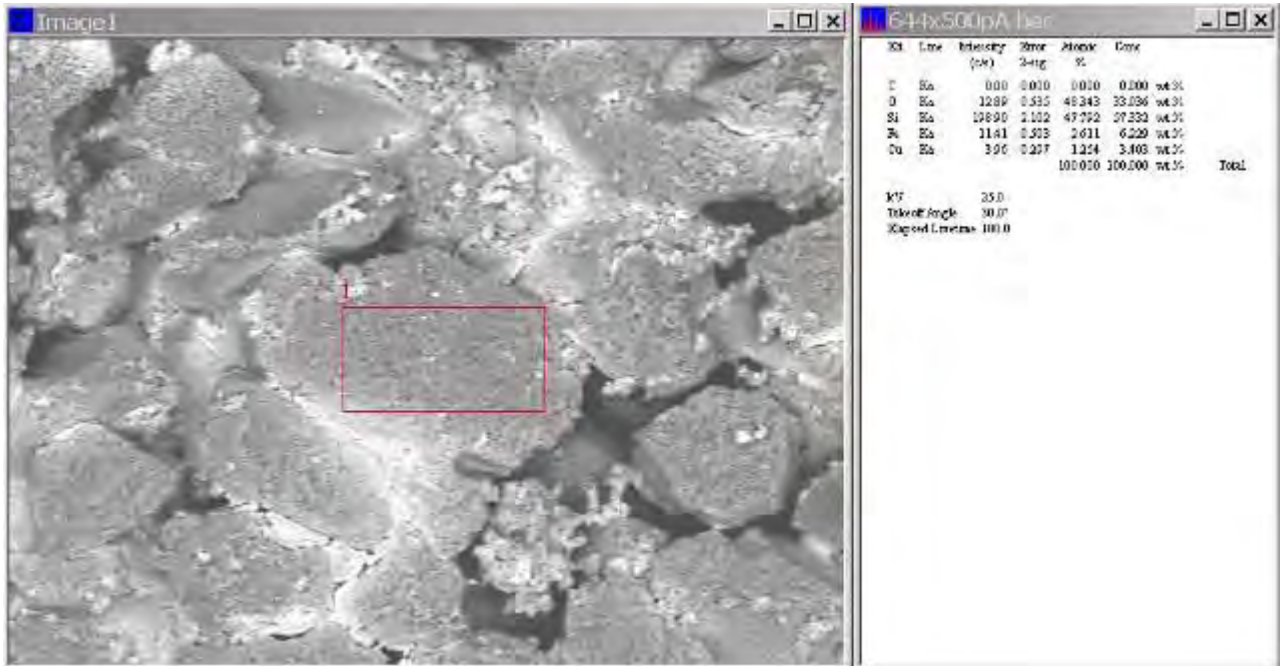 Image1
1
Elt. Line Intensity Error Atomic Conc
(c/s) 2-sig %
Ka 0.00 0.000 0.000 0.000 wt.%
O Ka 12.89 0.535 48.343 33.036 wt.%
Si Ka 198.90 2.102 47.792 57.332 wt.%
Fe Ka 11.41 0.503 2.611 6.229 wt.%
Cu Ka 3.96 0.297 1.254 3.403 wt.%
100.000 100.000 wt.% Total
kV 25.0
Takeoff Angle 30.0°
Elapsed Livetime 100.0